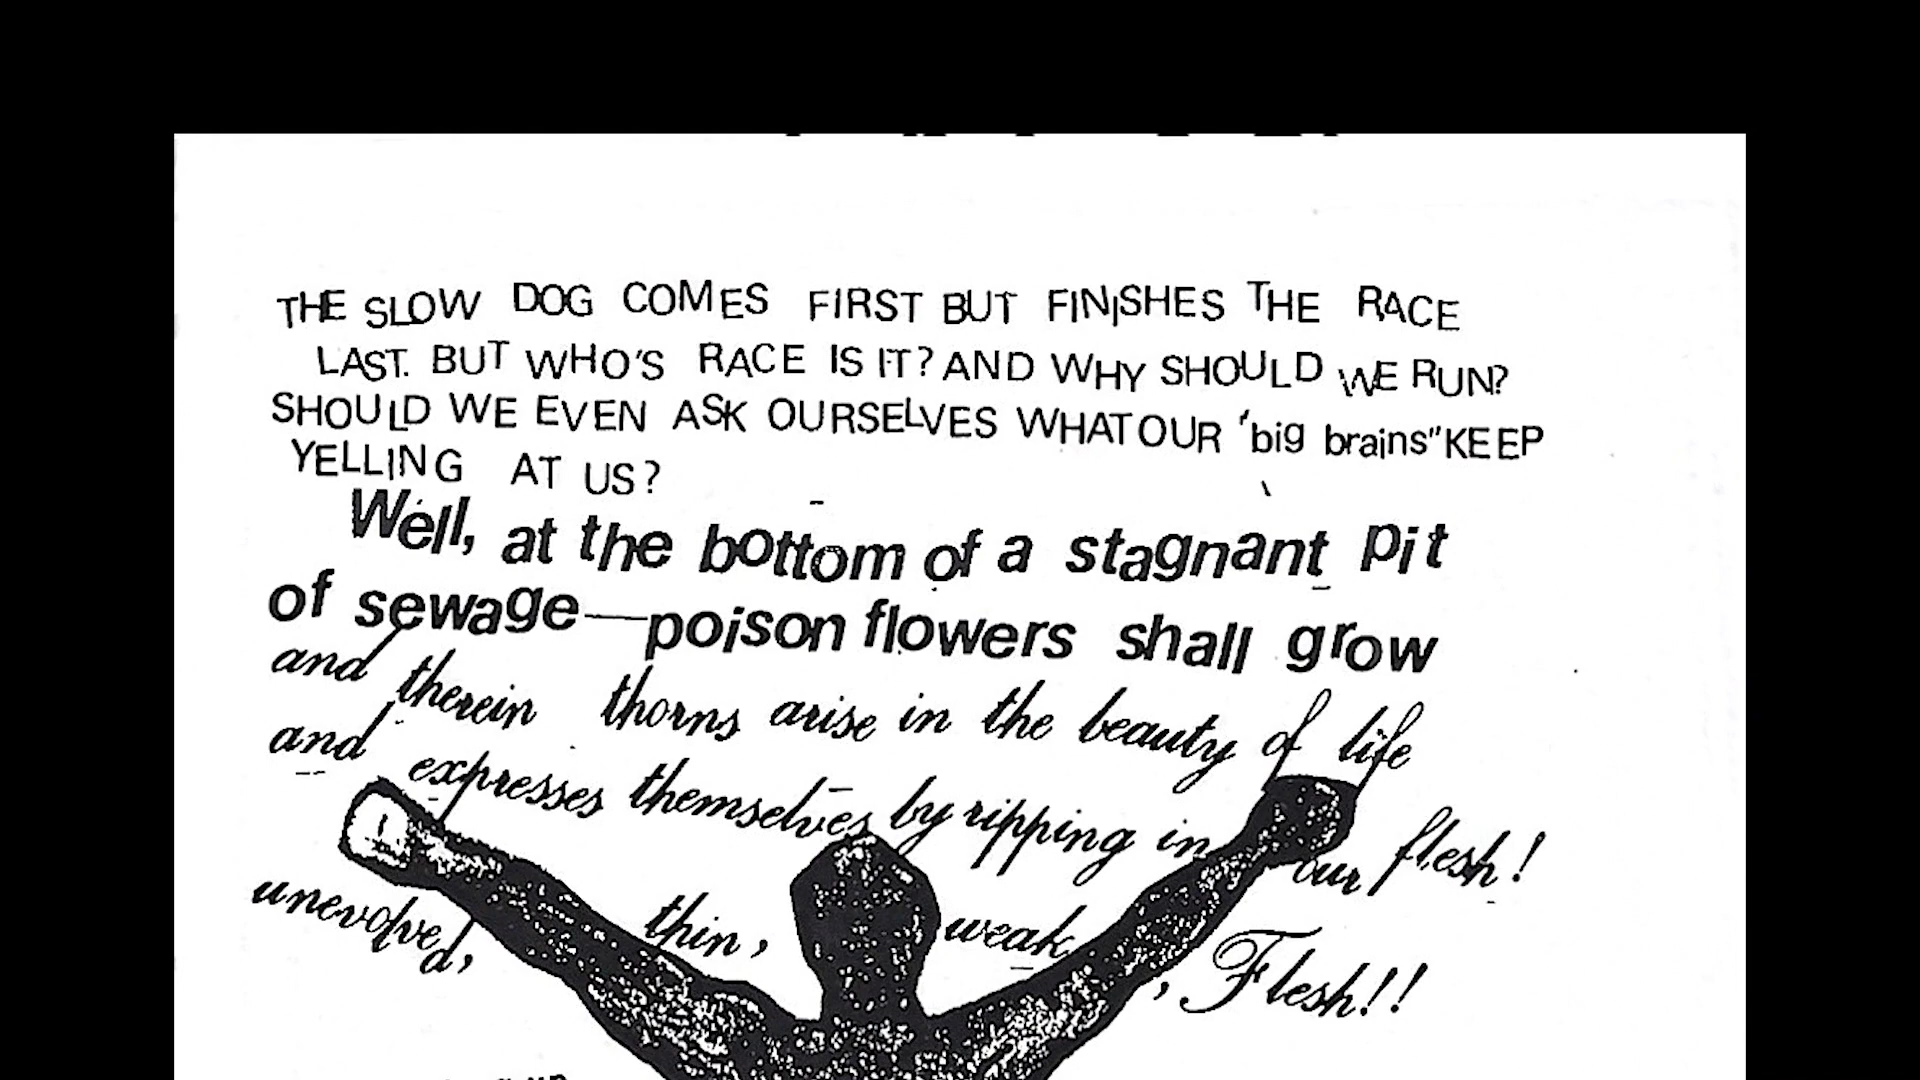 THE SLOW DOG COMES FIRST BUT FINISHES THE RACE
LAST. BUT WHO'S RACE IS IT? AND WHY SHOULD WE RUN?
SHOULD WE EVEN ASK OURSELVES WHAT OUR 'big brains" KEEP
YELLING AT US?
Well, at the bottom of a stagnant pit
of sewage—poison flowers shall grow
and therein thorns arise in the beauty of life
and expresses themselves by ripping in our flesh!
unevolved, thin, weak, Flesh!!